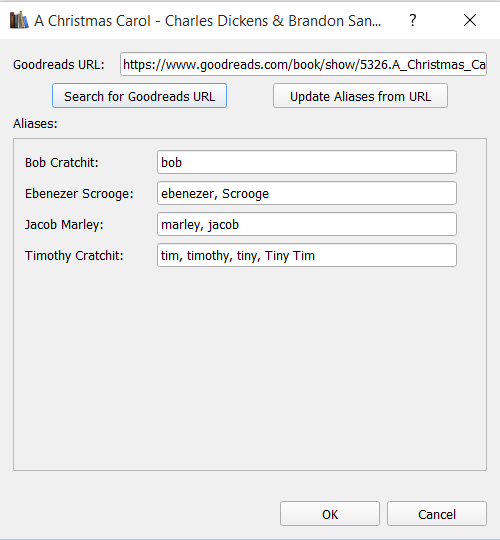 A Christmas Carol - Charles Dickens & Brandon San... ?
Goodreads URL: https://www.goodreads.com/book/show/5326.A_Christmas_Ca
Search for Goodreads URL Update Aliases from URL
Aliases:
Bob Cratchit: bob
Ebenezer Scrooge: ebenezer, Scrooge
Jacob Marley: marley, jacob
Timothy Cratchit: tim, timothy, tiny, Tiny Tim
OK Cancel